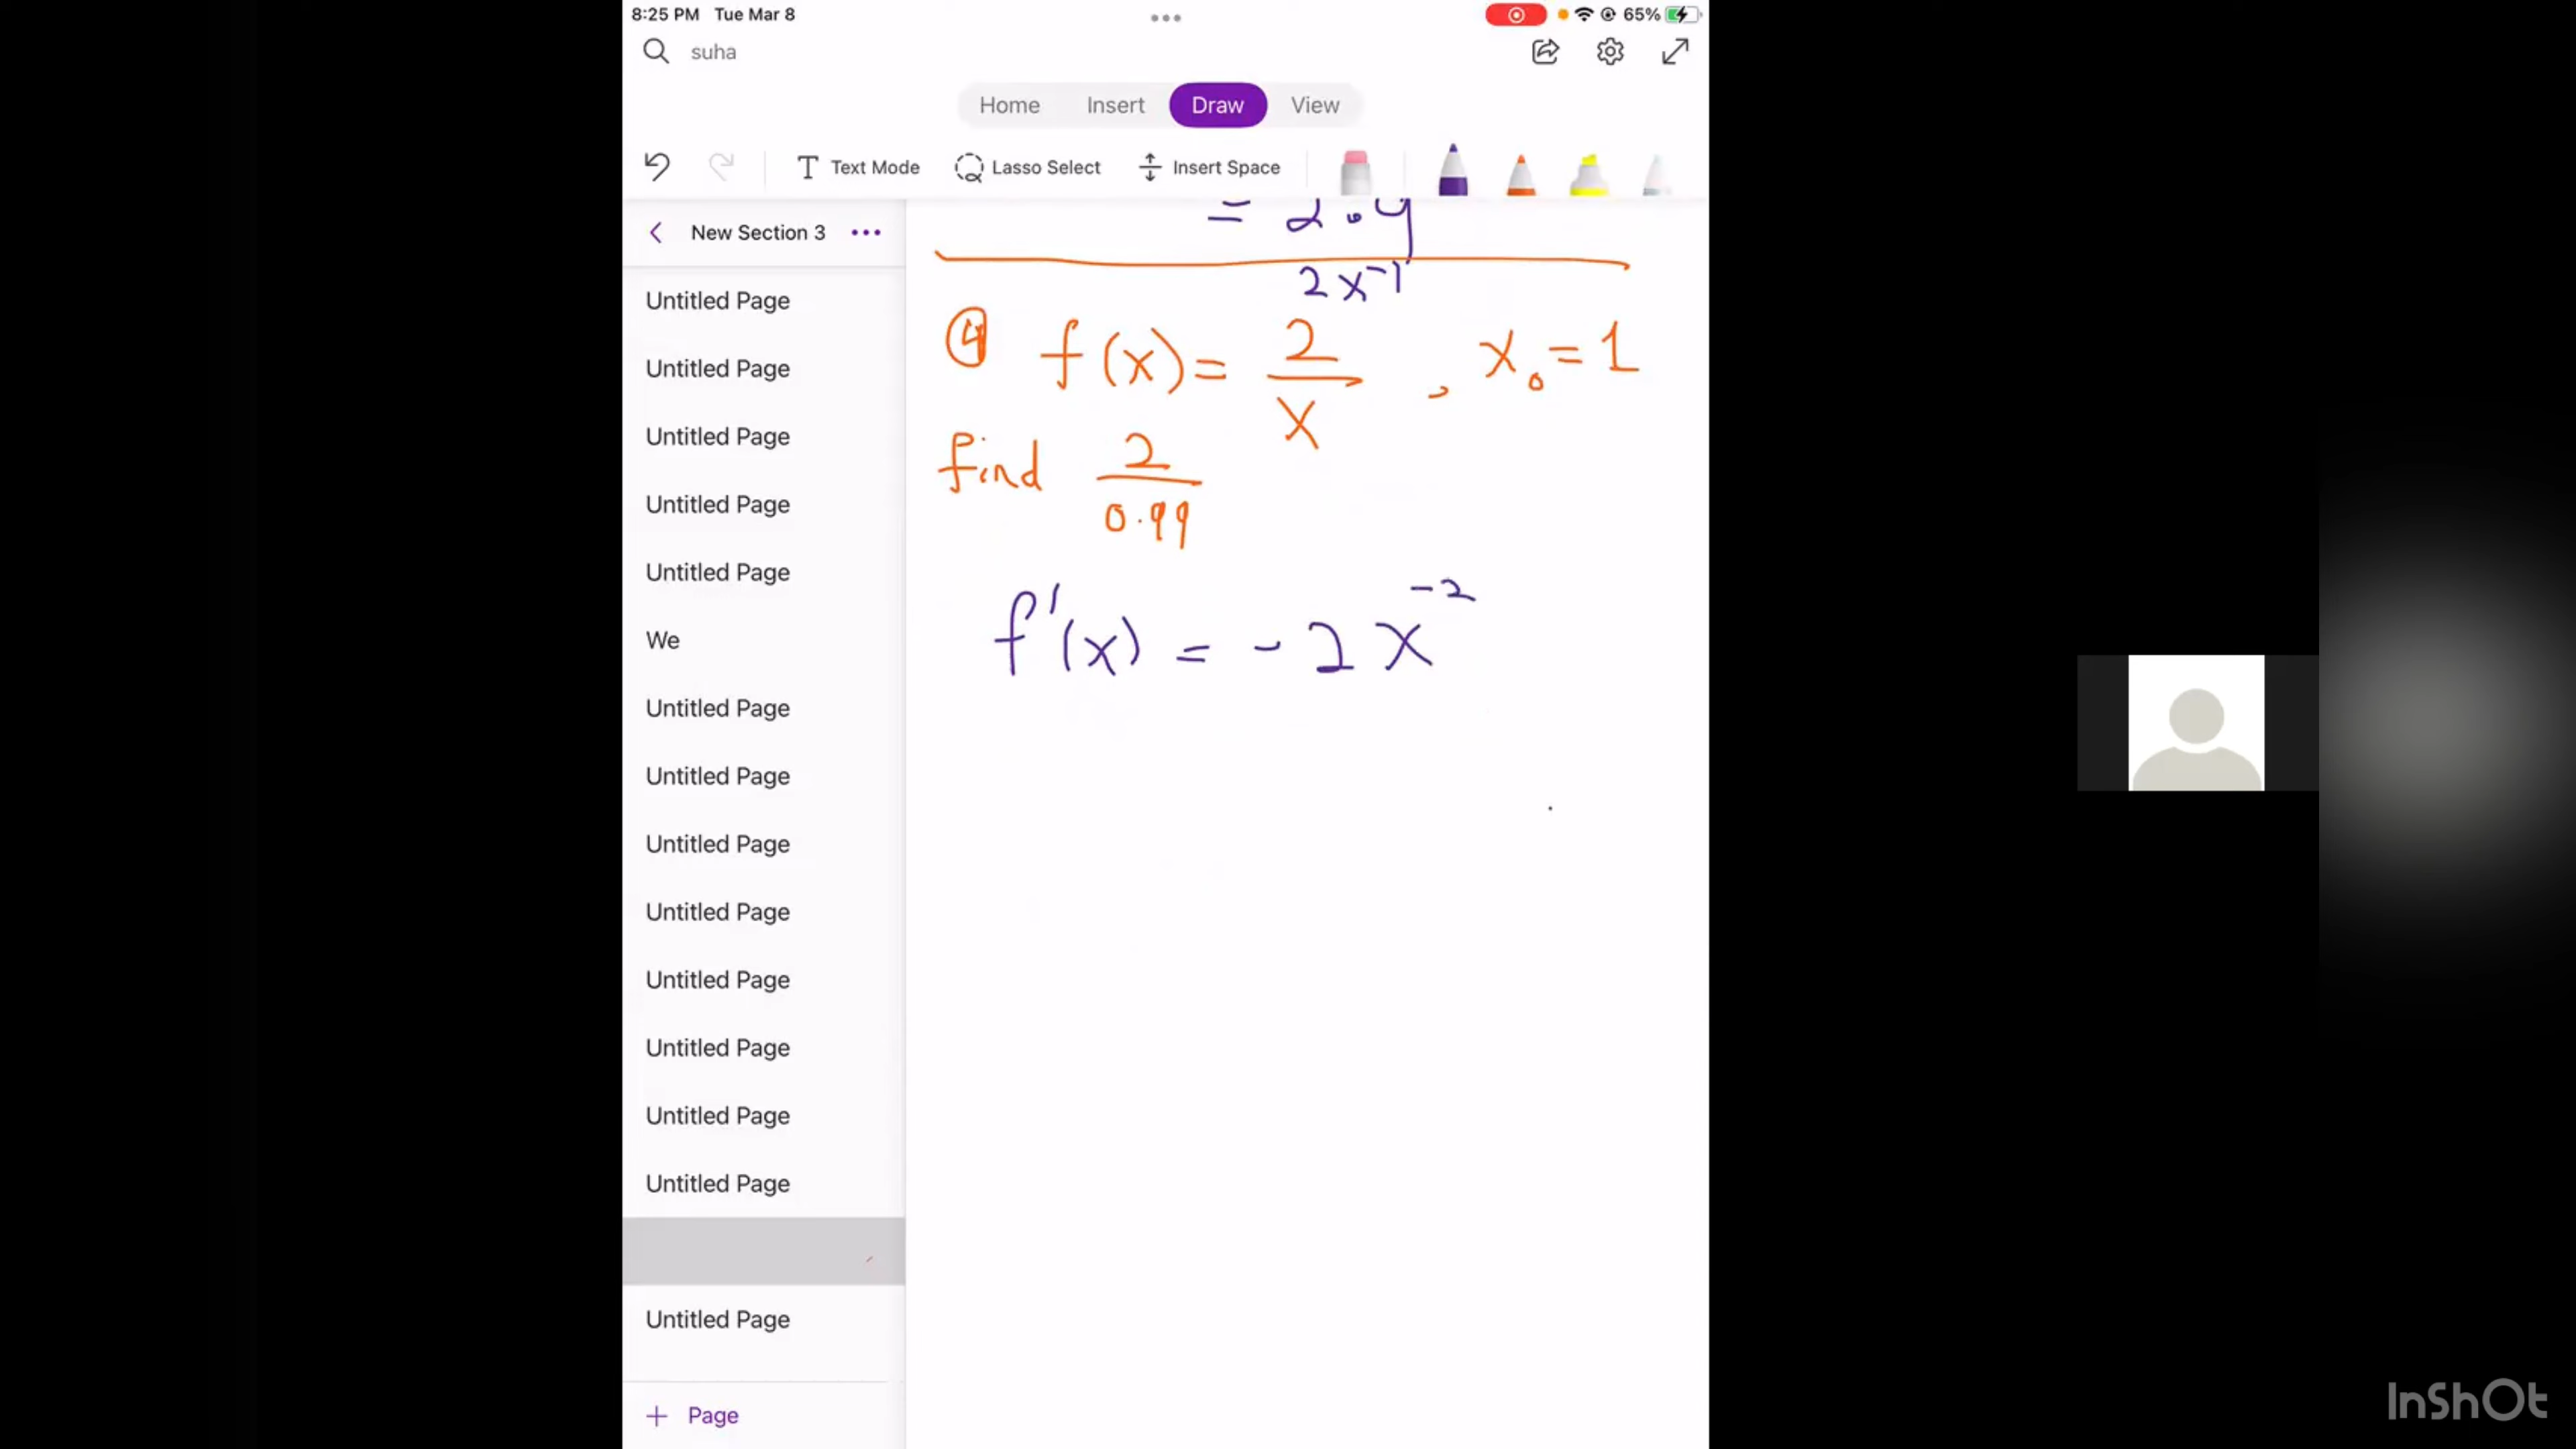 8:25 PM Tue Mar 8
65%
suha
Home Insert Draw View
Text Mode Lasso Select Insert Space
New Section 3
Untitled Page
Untitled Page
Untitled Page
Untitled Page
Untitled Page
We
Untitled Page
Untitled Page
Untitled Page
Untitled Page
Untitled Page
Untitled Page
Untitled Page
Untitled Page
Untitled Page
+ Page
= 2.4
2x⁻¹
④ f(x) = 2/x , x₀ = 1
find 2/0.99
f'(x) = -2x⁻²
InShOt